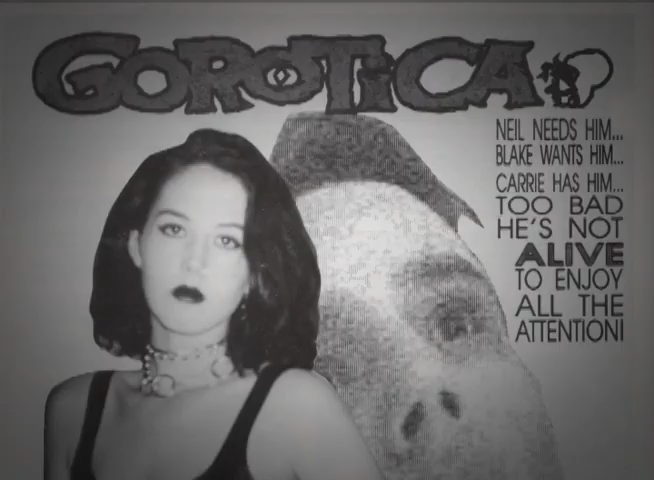 GOROTICA
NEIL NEEDS HIM...
BLAKE WANTS HIM...
CARRIE HAS HIM...
TOO BAD
HE'S NOT
ALIVE
TO ENJOY
ALL THE
ATTENTION!